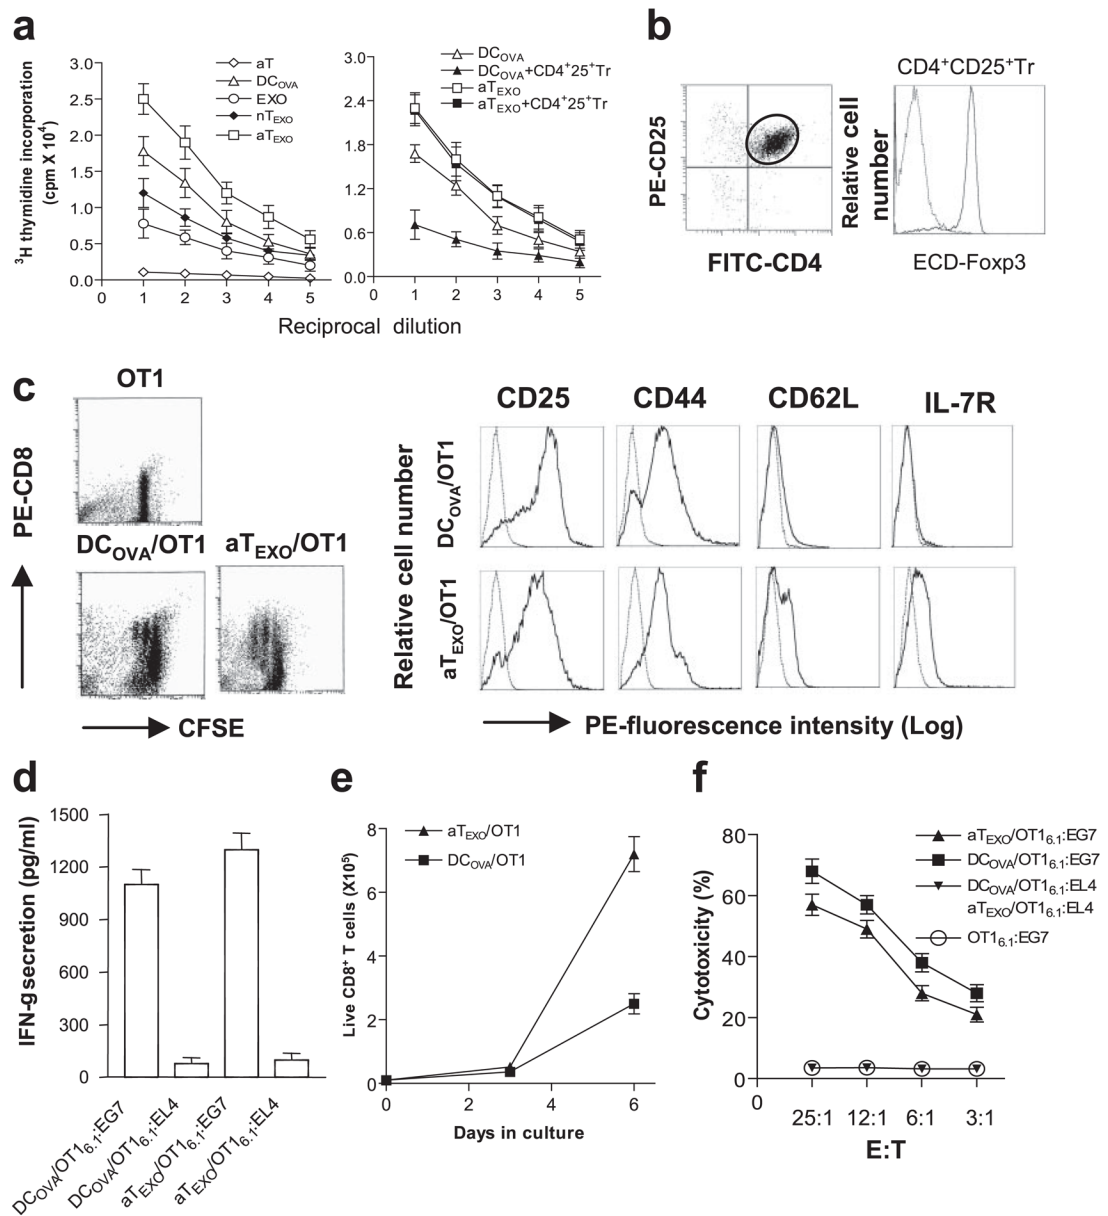 a
³H thymidine incorporation
(cpm X 10⁴)
3.0
2.5
2.0
1.5
1.0
0.5
0.0
0 1 2 3 4 5
aT
DC_OVA
EXO
nT_EXO
aT_EXO
3.0
2.4
1.8
1.2
0.6
0.0
0 1 2 3 4 5
DC_OVA
DC_OVA+CD4⁺25⁺Tr
aT_EXO
aT_EXO+CD4⁺25⁺Tr
Reciprocal dilution
b
PE-CD25
FITC-CD4
CD4⁺CD25⁺Tr
Relative cell
number
ECD-Foxp3
c
OT1
PE-CD8
DC_OVA/OT1 aT_EXO/OT1
CFSE
CD25 CD44 CD62L IL-7R
Relative cell number
DC_OVA/OT1
aT_EXO/OT1
PE-fluorescence intensity (Log)
d
IFN-g secretion (pg/ml)
1500
1200
900
600
300
0
DC_OVA/OT1_6.1:EG7
DC_OVA/OT1_6.1:EL4
aT_EXO/OT1_6.1:EG7
aT_EXO/OT1_6.1:EL4
e
Live CD8⁺ T cells (X10⁵)
8
6
4
2
0
0 2 4 6
aT_EXO/OT1
DC_OVA/OT1
Days in culture
f
Cytotoxicity (%)
80
60
40
20
0
0 25:1 12:1 6:1 3:1
aT_EXO/OT1_6.1:EG7
DC_OVA/OT1_6.1:EG7
DC_OVA/OT1_6.1:EL4
aT_EXO/OT1_6.1:EL4
OT1_6.1:EG7
E:T